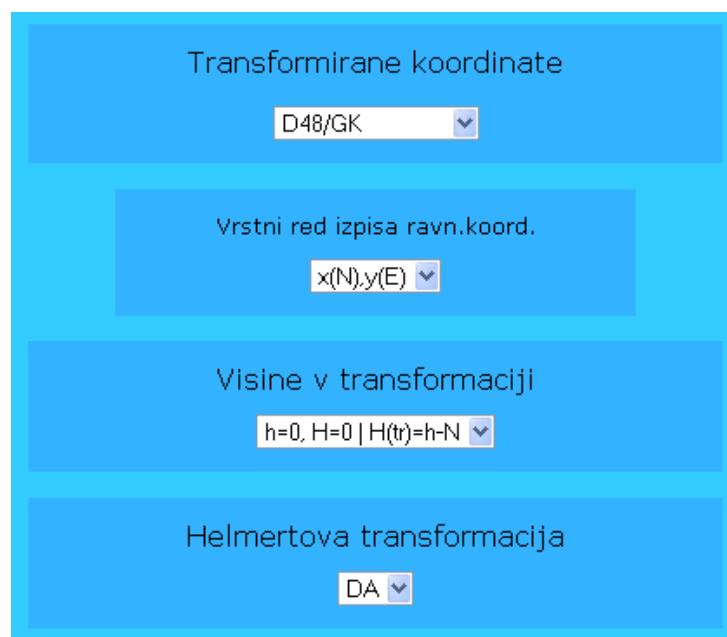 Transformirane koordinate
D48/GK
Vrstni red izpisa ravn.koord.
x(N),y(E)
Visine v transformaciji
h=0, H=0 | H(tr)=h-N
Helmertova transformacija
DA